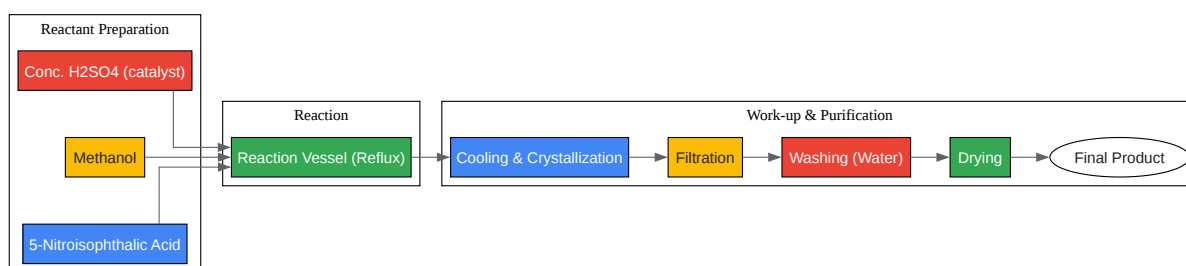 Reactant Preparation
Conc. H2SO4 (catalyst)
Methanol
5-Nitroisophthalic Acid
Reaction
Reaction Vessel (Reflux)
Work-up & Purification
Cooling & Crystallization
Filtration
Washing (Water)
Drying
Final Product